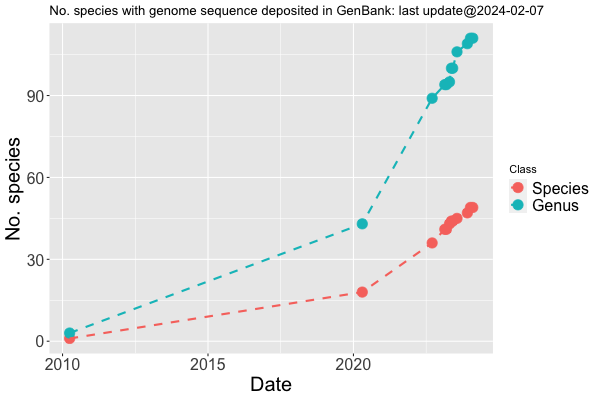 No. species with genome sequence deposited in GenBank: last update@2024-02-07
No. species
90
60
30
0
2010
2015
2020
Date
Class
Species
Genus